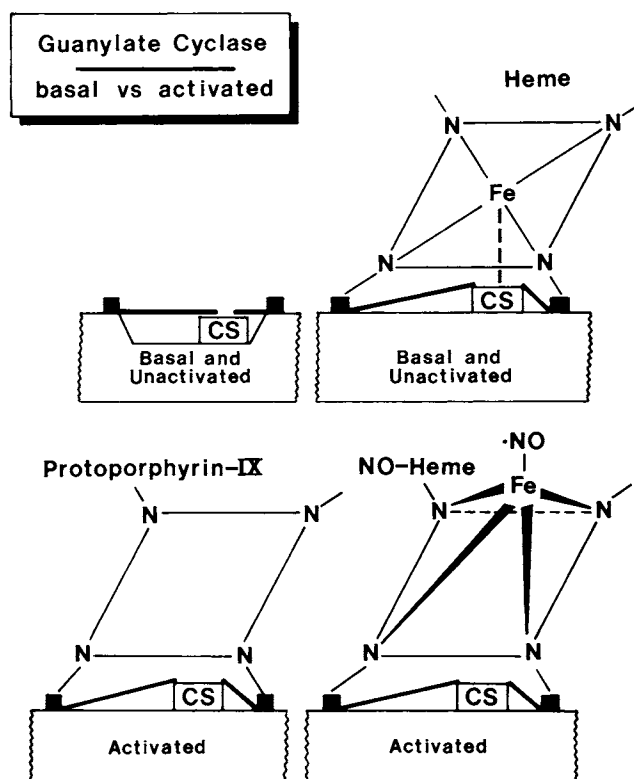 Guanylate Cyclase
basal vs activated
Heme
N N
Fe
N N
CS
Basal and
Unactivated
CS
Basal and
Unactivated
Protoporphyrin-IX
N N
N N
CS
Activated
NO-Heme
·NO
Fe
N N
N N
CS
Activated